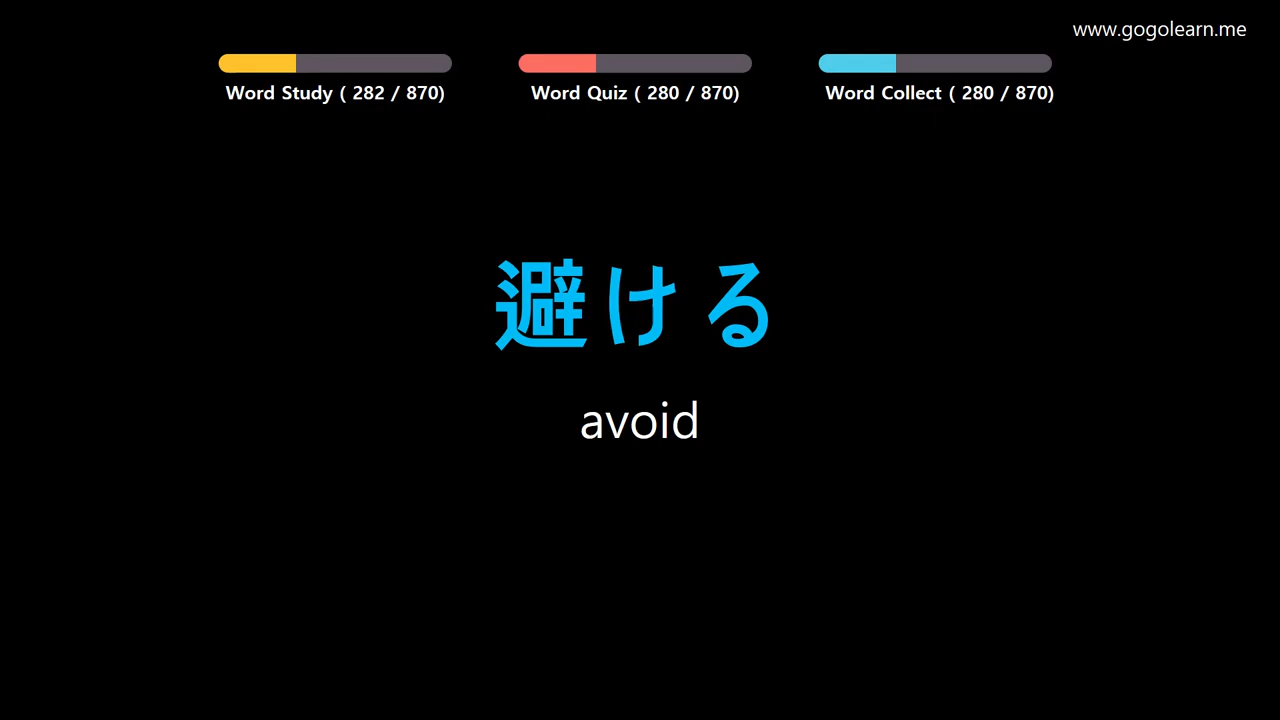 www.gogolearn.me
Word Study ( 282 / 870)
Word Quiz ( 280 / 870)
Word Collect ( 280 / 870)
避ける
avoid